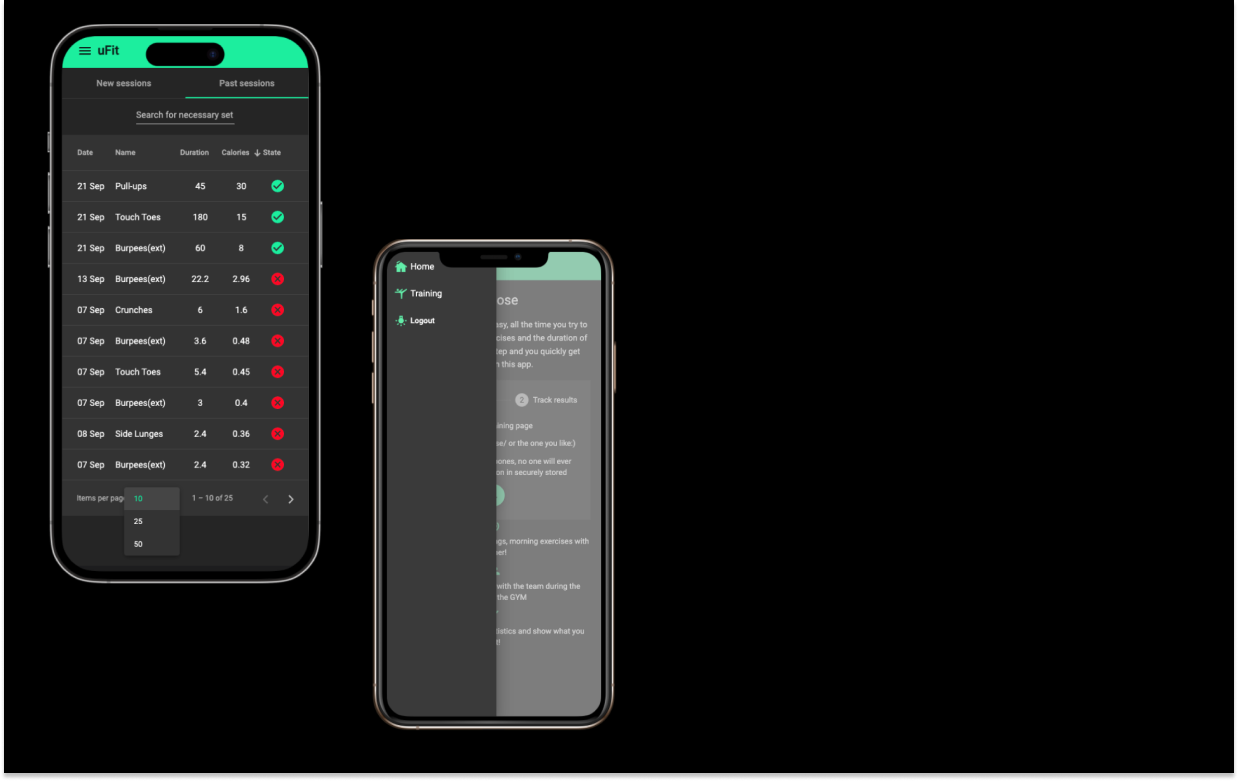 uFit
New sessions Past sessions
Search for necessary set
Date Name Duration Calories ↓ State
21 Sep Pull-ups 45 30
21 Sep Touch Toes 180 15
21 Sep Burpees(ext) 60 8
13 Sep Burpees(ext) 22.2 2.96
07 Sep Crunches 6 1.6
07 Sep Burpees(ext) 3.6 0.48
07 Sep Touch Toes 5.4 0.45
07 Sep Burpees(ext) 3 0.4
08 Sep Side Lunges 2.4 0.36
07 Sep Burpees(ext) 2.4 0.32
Items per pag 10 1 – 10 of 25
25
50
Home
Training
Logout
ose
asy, all the time you try to
cises and the duration of
tep and you quickly get
this app.
2 Track results
ining page
se/ or the one you like:)
ones, no one will ever
on in securely stored
gs, morning exercises with
er!
with the team during the
the GYM
tistics and show what you